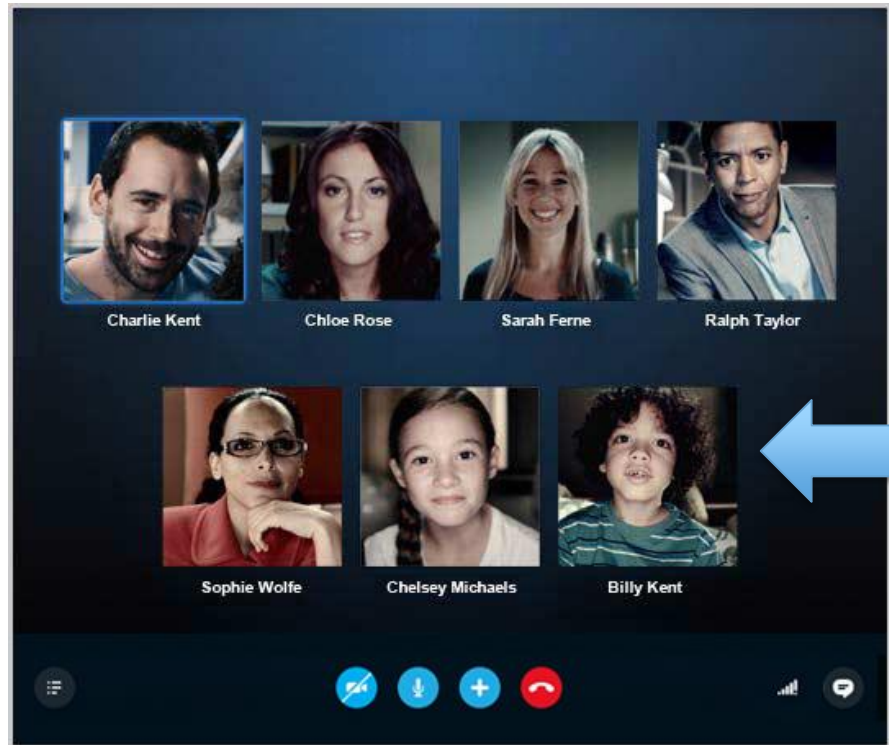 Charlie Kent
Chloe Rose
Sarah Ferne
Ralph Taylor
Sophie Wolfe
Chelsey Michaels
Billy Kent